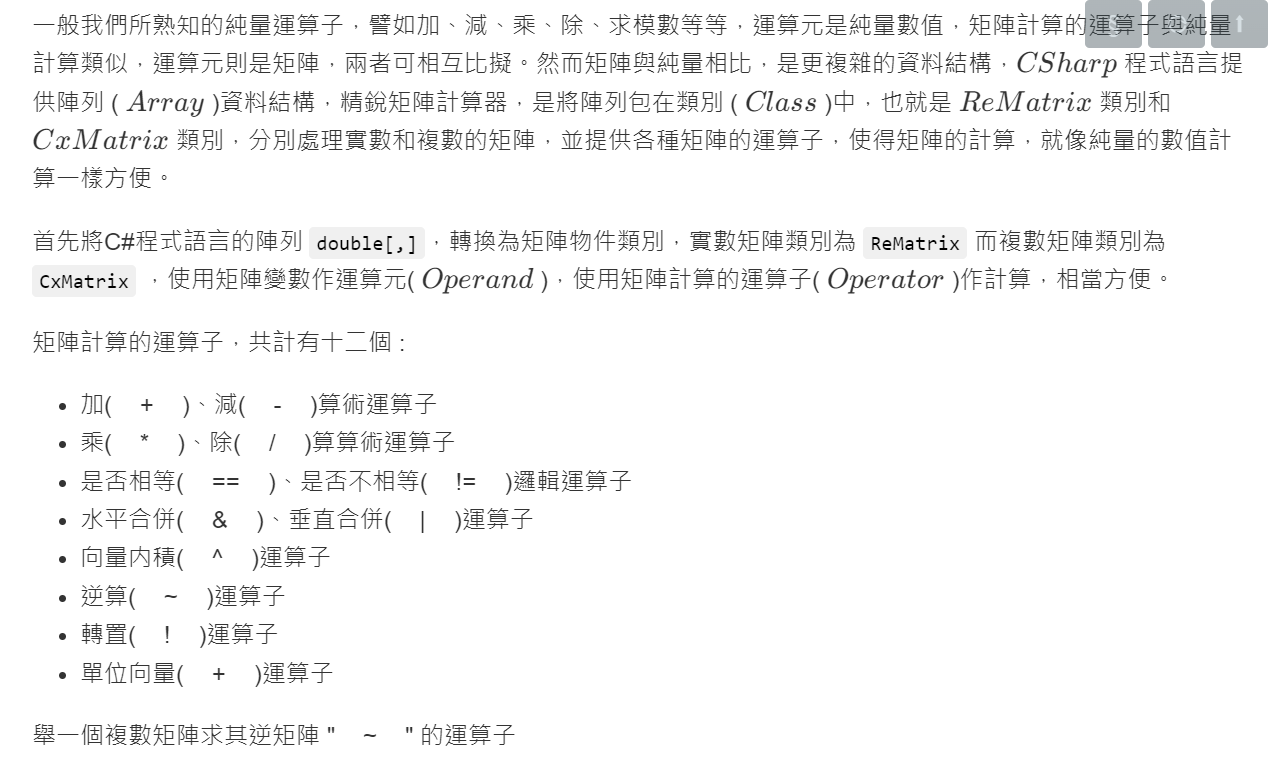 一般我們所熟知的純量運算子，譬如加、減、乘、除、求模數等等，運算元是純量數值，矩陣計算的運算子與純量
計算類似，運算元則是矩陣，兩者可相互比擬。然而矩陣與純量相比，是更複雜的資料結構，CSharp 程式語言提
供陣列 ( Array )資料結構，精銳矩陣計算器，是將陣列包在類別 ( Class )中，也就是 ReMatrix 類別和
CxMatrix 類別，分別處理實數和複數的矩陣，並提供各種矩陣的運算子，使得矩陣的計算，就像純量的數值計
算一樣方便。
首先將C#程式語言的陣列 double[,] ，轉換為矩陣物件類別，實數矩陣類別為 ReMatrix 而複數矩陣類別為
CxMatrix ，使用矩陣變數作運算元( Operand )，使用矩陣計算的運算子( Operator )作計算，相當方便。
矩陣計算的運算子，共計有十二個：
• 加( + )、減( - )算術運算子
• 乘( * )、除( / )算算術運算子
• 是否相等( == )、是否不相等( != )邏輯運算子
• 水平合併( & )、垂直合併( | )運算子
• 向量內積( ^ )運算子
• 逆算( ~ )運算子
• 轉置( ! )運算子
• 單位向量( + )運算子
舉一個複數矩陣求其逆矩陣 " ~ " 的運算子